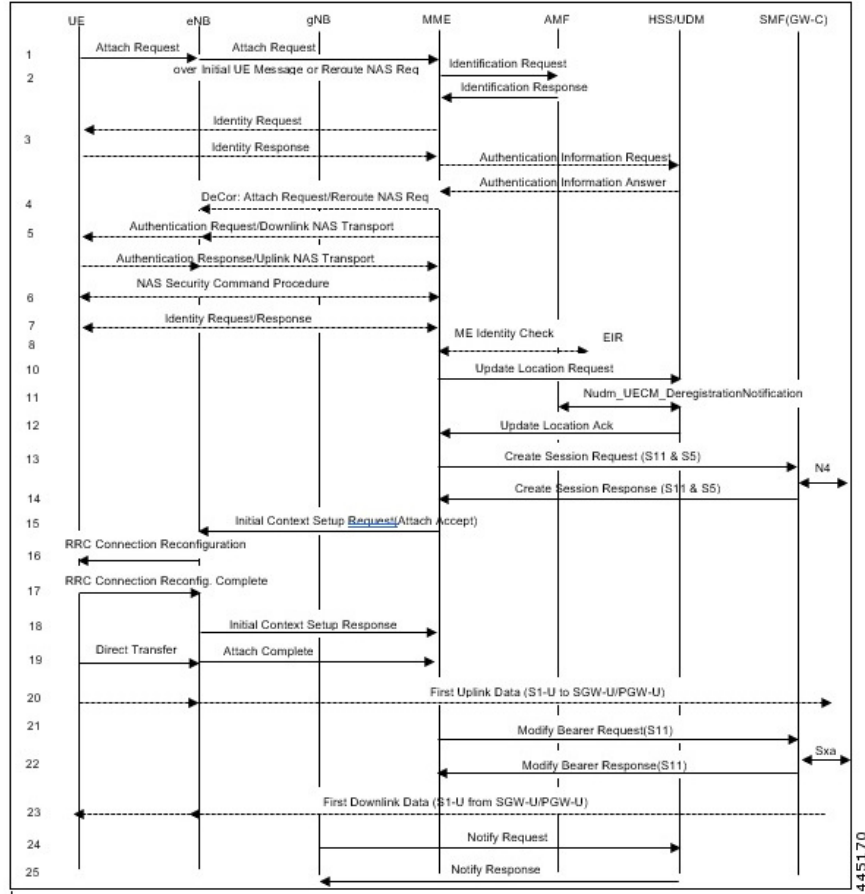 UE eNB gNB MME AMF HSS/UDM SMF(GW-C)
1 Attach Request Attach Request
over Initial UE Message or Reroute NAS Req
Identification Request
2
Identification Response
Identity Request
3
Identity Response
Authentication Information Request
Authentication Information Answer
4 DeCor: Attach Request/Reroute NAS Req
5 Authentication Request/Downlink NAS Transport
Authentication Response/Uplink NAS Transport
NAS Security Command Procedure
6
7 Identity Request/Response
8 ME Identity Check EIR
10 Update Location Request
11 Nudm_UECM_DeregistrationNotification
12 Update Location Ack
13 Create Session Request (S11 & S5)
N4
14 Create Session Response (S11 & S5)
15 Initial Context Setup Request(Attach Accept)
RRC Connection Reconfiguration
16
RRC Connection Reconfig. Complete
17
18 Initial Context Setup Response
19 Direct Transfer Attach Complete
20 First Uplink Data (S1-U to SGW-U/PGW-U)
21 Modify Bearer Request(S11)
Sxa
22 Modify Bearer Response(S11)
23 First Downlink Data (S1-U from SGW-U/PGW-U)
24 Notify Request
25 Notify Response
445170